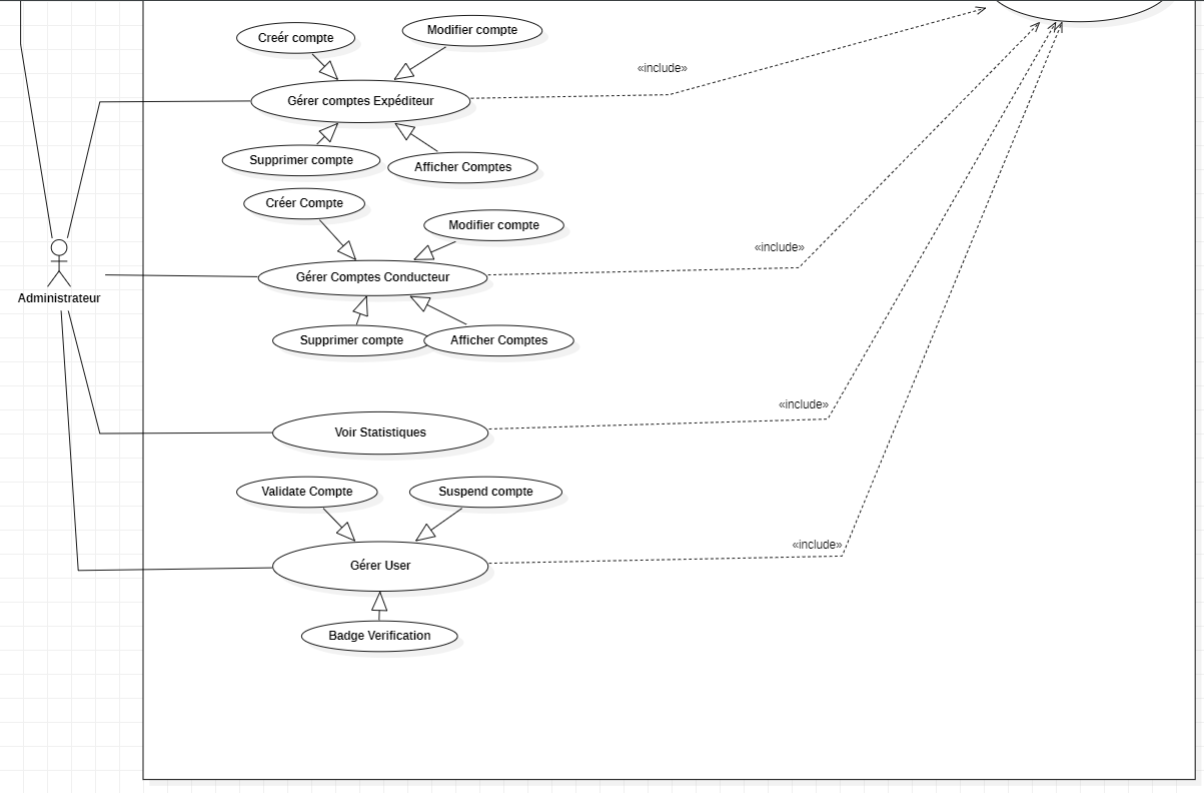 Modifier compte
Creér compte
«include»
Gérer comptes Expéditeur
Supprimer compte
Afficher Comptes
Créer Compte
Modifier compte
«include»
Gérer Comptes Conducteur
Administrateur
Supprimer compte
Afficher Comptes
«include»
Voir Statistiques
Validate Compte
Suspend compte
«include»
Gérer User
Badge Verification